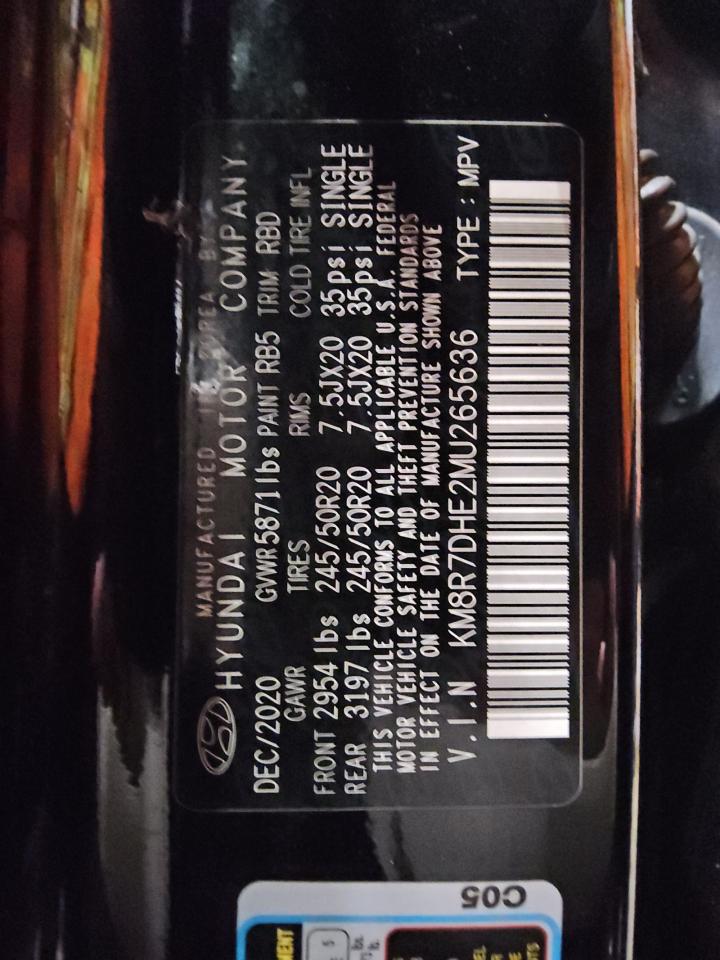 MANUFACTURED IN KOREA BY
HYUNDAI MOTOR COMPANY
DEC/2020 GVWR5871lbs PAINT RB5 TRIM RBD
GAWR TIRES RIMS COLD TIRE INFL
FRONT 2954 lbs 245/50R20 7.5JX20 35psi SINGLE
REAR 3197 lbs 245/50R20 7.5JX20 35psi SINGLE
THIS VEHICLE CONFORMS TO ALL APPLICABLE U.S.A. FEDERAL
MOTOR VEHICLE SAFETY AND THEFT PREVENTION STANDARDS
IN EFFECT ON THE DATE OF MANUFACTURE SHOWN ABOVE
V.I.N KM8R7DHE2MU265636 TYPE : MPV
C05